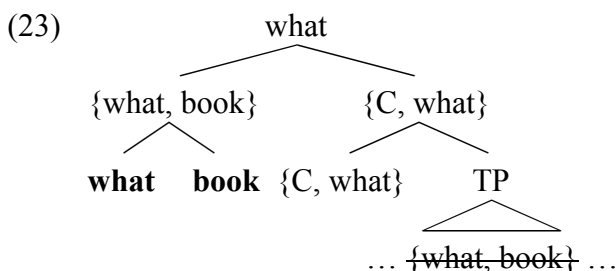 (23) what
{what, book} {C, what}
what book {C, what} TP
… {what, book} …